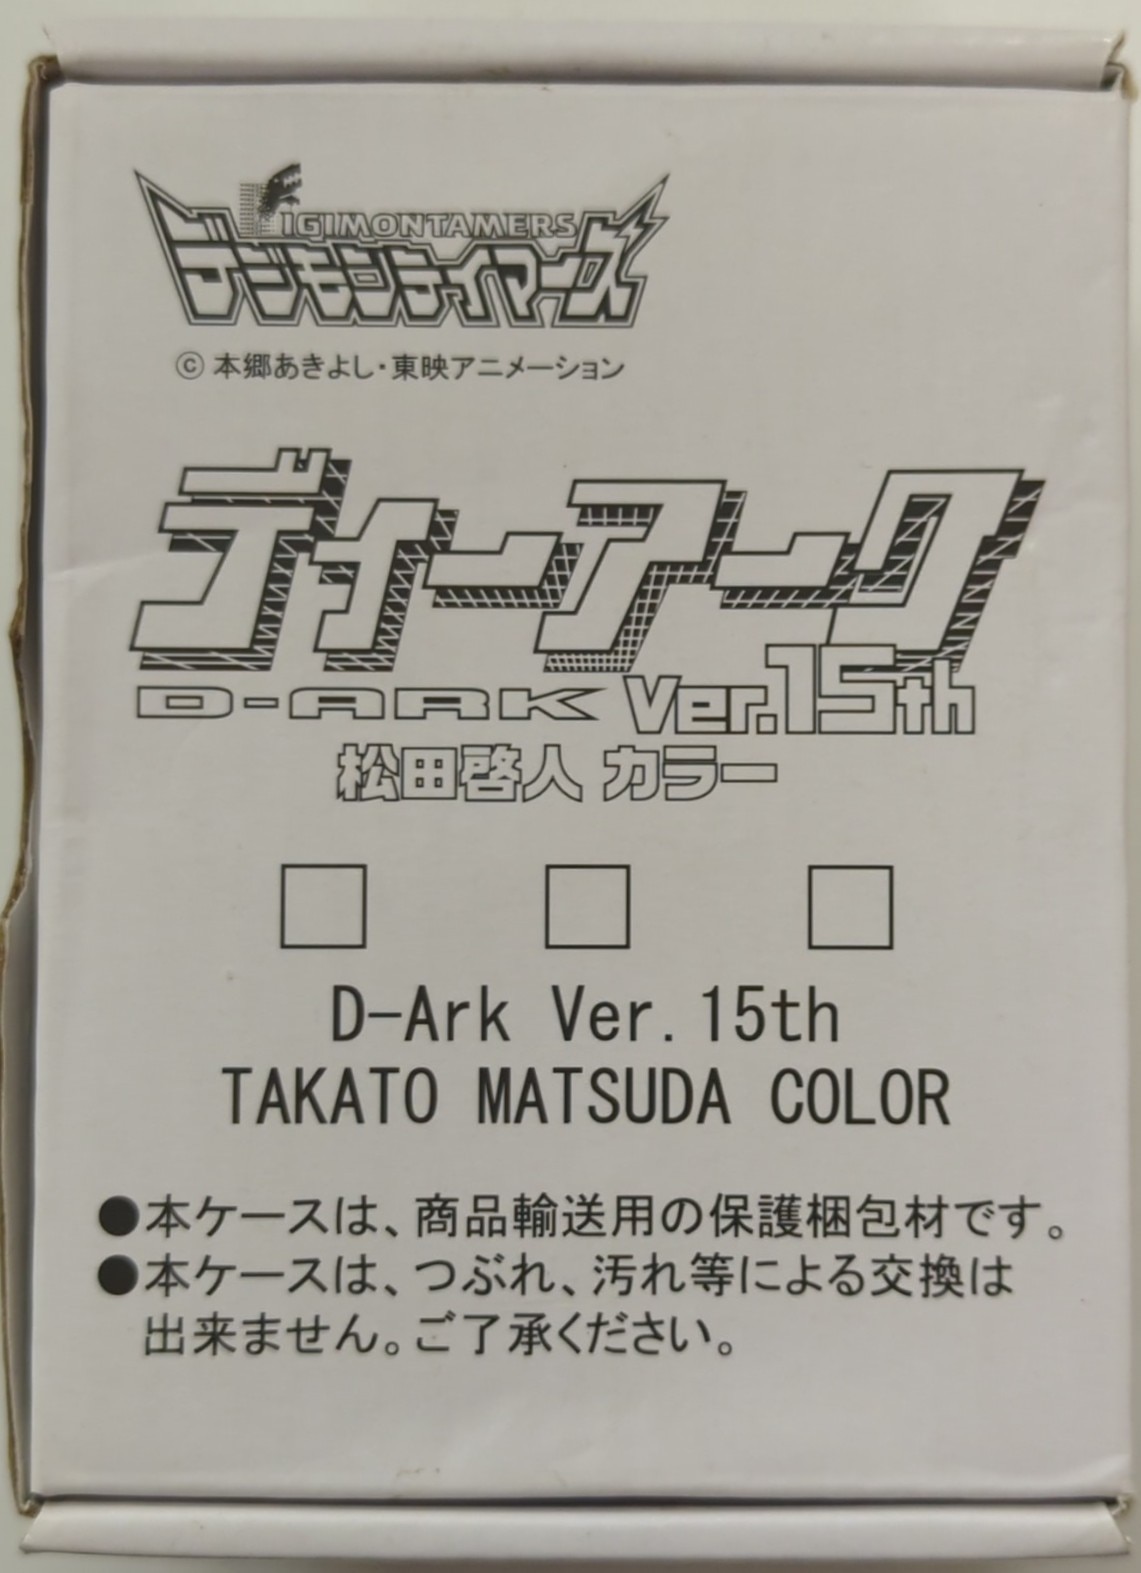 DIGIMONTAMERS
デジモンテイマーズ
© 本郷あきよし・東映アニメーション
ディーアーク
D-ARK Ver.15th
松田啓人 カラー
D-Ark Ver.15th
TAKATO MATSUDA COLOR
●本ケースは、商品輸送用の保護梱包材です。
●本ケースは、つぶれ、汚れ等による交換は
出来ません。ご了承ください。